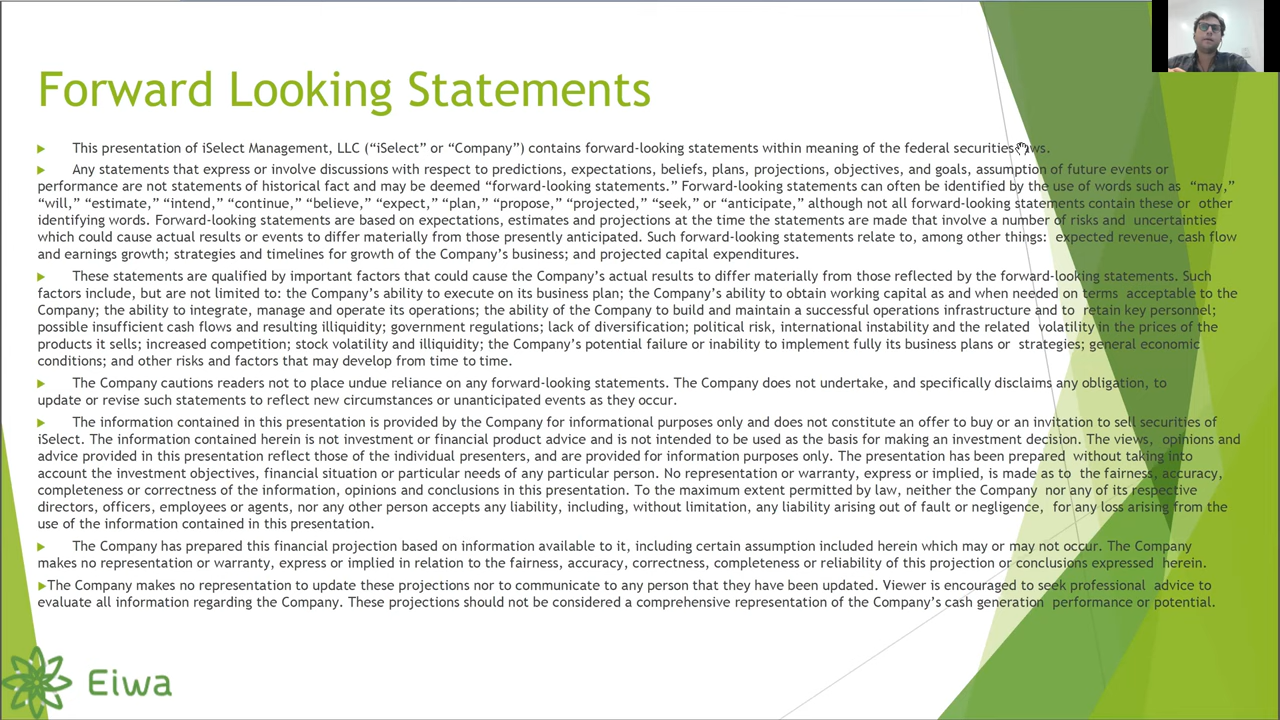 Forward Looking Statements
This presentation of iSelect Management, LLC (“iSelect” or “Company”) contains forward-looking statements within meaning of the federal securities laws.
Any statements that express or involve discussions with respect to predictions, expectations, beliefs, plans, projections, objectives, and goals, assumption of future events or
performance are not statements of historical fact and may be deemed “forward-looking statements.” Forward-looking statements can often be identified by the use of words such as “may,”
“will,” “estimate,” “intend,” “continue,” “believe,” “expect,” “plan,” “propose,” “projected,” “seek,” or “anticipate,” although not all forward-looking statements contain these or other
identifying words. Forward-looking statements are based on expectations, estimates and projections at the time the statements are made that involve a number of risks and uncertainties
which could cause actual results or events to differ materially from those presently anticipated. Such forward-looking statements relate to, among other things: expected revenue, cash flow
and earnings growth; strategies and timelines for growth of the Company’s business; and projected capital expenditures.
These statements are qualified by important factors that could cause the Company’s actual results to differ materially from those reflected by the forward-looking statements. Such
factors include, but are not limited to: the Company’s ability to execute on its business plan; the Company’s ability to obtain working capital as and when needed on terms acceptable to the
Company; the ability to integrate, manage and operate its operations; the ability of the Company to build and maintain a successful operations infrastructure and to retain key personnel;
possible insufficient cash flows and resulting illiquidity; government regulations; lack of diversification; political risk, international instability and the related volatility in the prices of the
products it sells; increased competition; stock volatility and illiquidity; the Company’s potential failure or inability to implement fully its business plans or strategies; general economic
conditions; and other risks and factors that may develop from time to time.
The Company cautions readers not to place undue reliance on any forward-looking statements. The Company does not undertake, and specifically disclaims any obligation, to
update or revise such statements to reflect new circumstances or unanticipated events as they occur.
The information contained in this presentation is provided by the Company for informational purposes only and does not constitute an offer to buy or an invitation to sell securities of
iSelect. The information contained herein is not investment or financial product advice and is not intended to be used as the basis for making an investment decision. The views, opinions and
advice provided in this presentation reflect those of the individual presenters, and are provided for information purposes only. The presentation has been prepared without taking into
account the investment objectives, financial situation or particular needs of any particular person. No representation or warranty, express or implied, is made as to the fairness, accuracy,
completeness or correctness of the information, opinions and conclusions in this presentation. To the maximum extent permitted by law, neither the Company nor any of its respective
directors, officers, employees or agents, nor any other person accepts any liability, including, without limitation, any liability arising out of fault or negligence, for any loss arising from the
use of the information contained in this presentation.
The Company has prepared this financial projection based on information available to it, including certain assumption included herein which may or may not occur. The Company
makes no representation or warranty, express or implied in relation to the fairness, accuracy, correctness, completeness or reliability of this projection or conclusions expressed herein.
The Company makes no representation to update these projections nor to communicate to any person that they have been updated. Viewer is encouraged to seek professional advice to
evaluate all information regarding the Company. These projections should not be considered a comprehensive representation of the Company’s cash generation performance or potential.
Eiwa